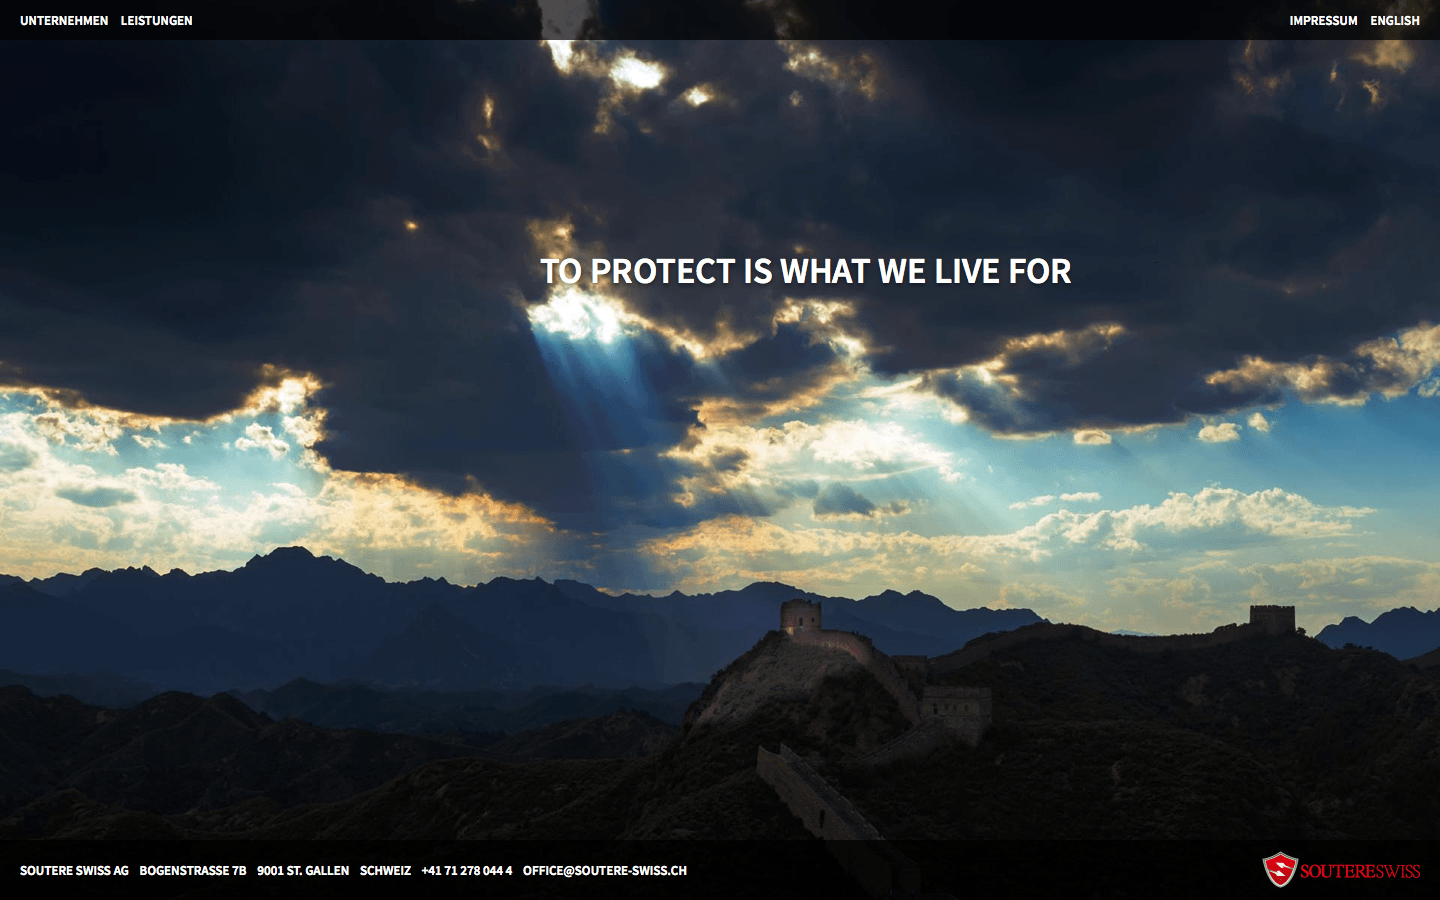 UNTERNEHMEN LEISTUNGEN IMPRESSUM ENGLISH
TO PROTECT IS WHAT WE LIVE FOR
SOUTERE SWISS AG BOGENSTRASSE 7B 9001 ST. GALLEN SCHWEIZ +41 71 278 044 4 OFFICE@SOUTERE-SWISS.CH
SOUTERESWISS